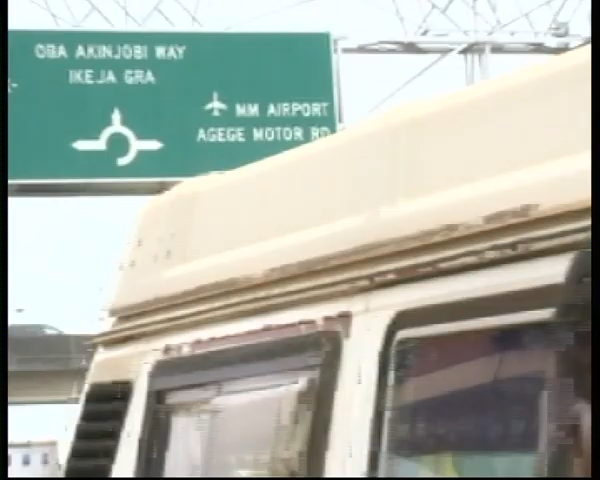 OBA AKINJOBI WAY
IKEJA GRA
MM AIRPORT
AGEGE MOTOR RD